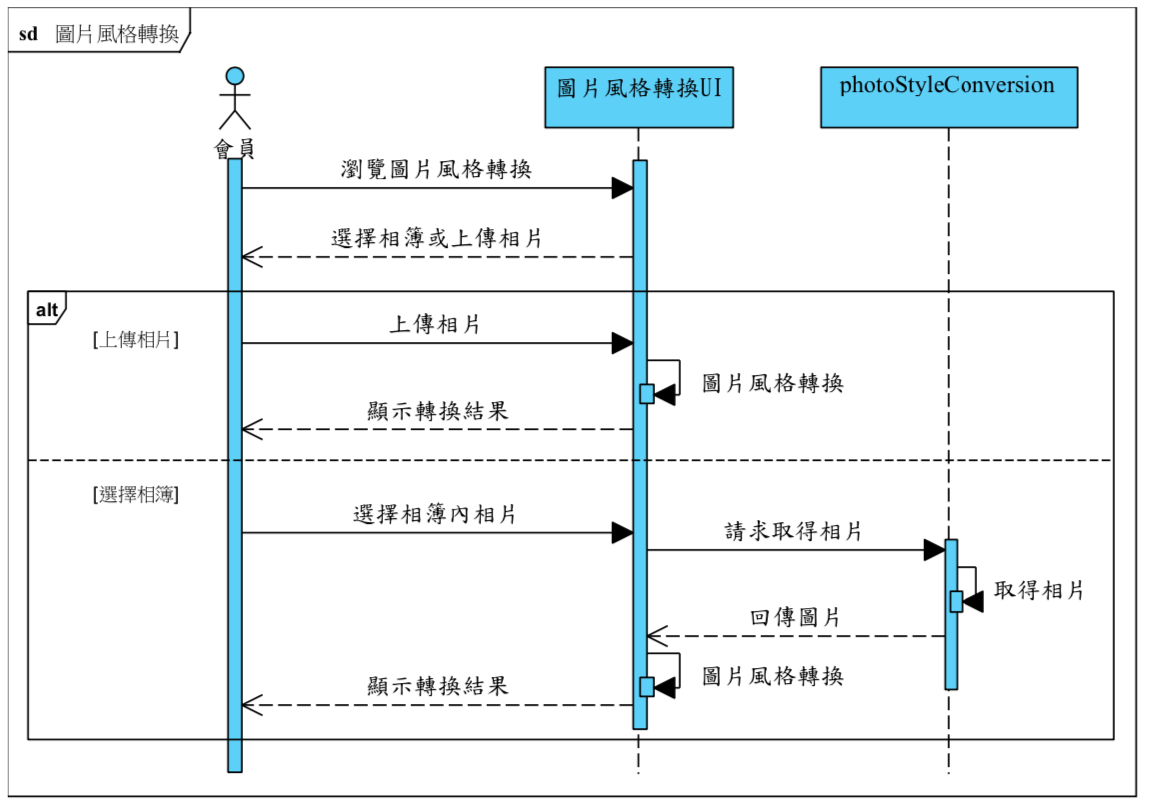 sd 圖片風格轉換
圖片風格轉換UI
photoStyleConversion
會員
瀏覽圖片風格轉換
選擇相簿或上傳相片
alt
[上傳相片]
上傳相片
圖片風格轉換
顯示轉換結果
[選擇相簿]
選擇相簿內相片
請求取得相片
取得相片
回傳圖片
圖片風格轉換
顯示轉換結果